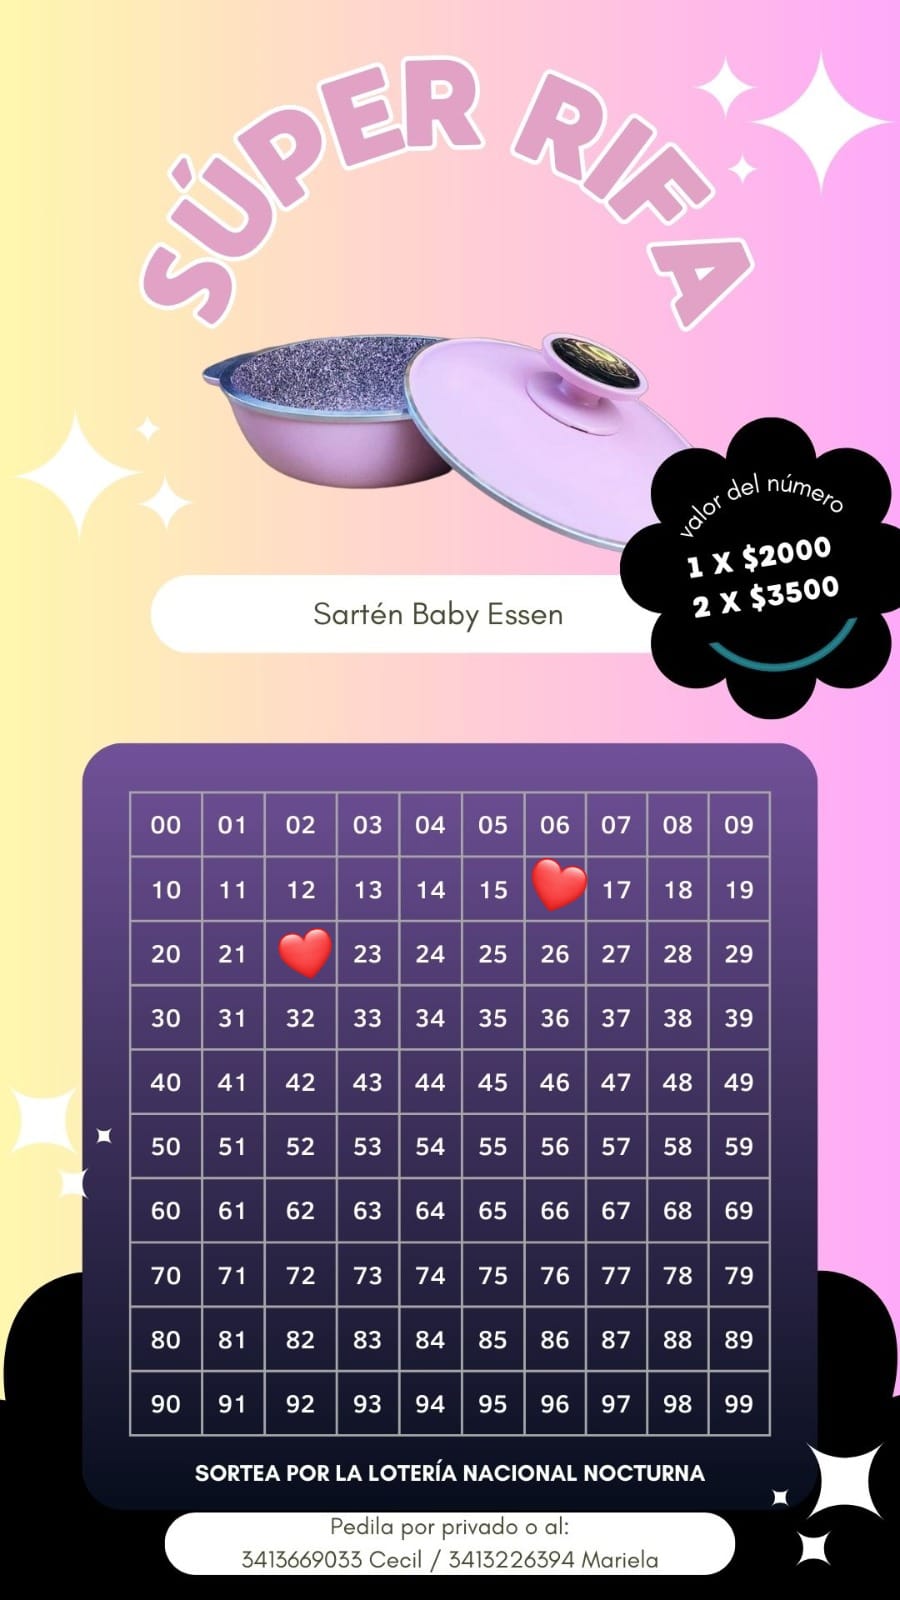 SÚPER RIFA
valor del número
1 X $2000
2 X $3500
Sartén Baby Essen
00 01 02 03 04 05 06 07 08 09
10 11 12 13 14 15 17 18 19
20 21 23 24 25 26 27 28 29
30 31 32 33 34 35 36 37 38 39
40 41 42 43 44 45 46 47 48 49
50 51 52 53 54 55 56 57 58 59
60 61 62 63 64 65 66 67 68 69
70 71 72 73 74 75 76 77 78 79
80 81 82 83 84 85 86 87 88 89
90 91 92 93 94 95 96 97 98 99
SORTEA POR LA LOTERÍA NACIONAL NOCTURNA
Pedila por privado o al:
3413669033 Cecil / 3413226394 Mariela